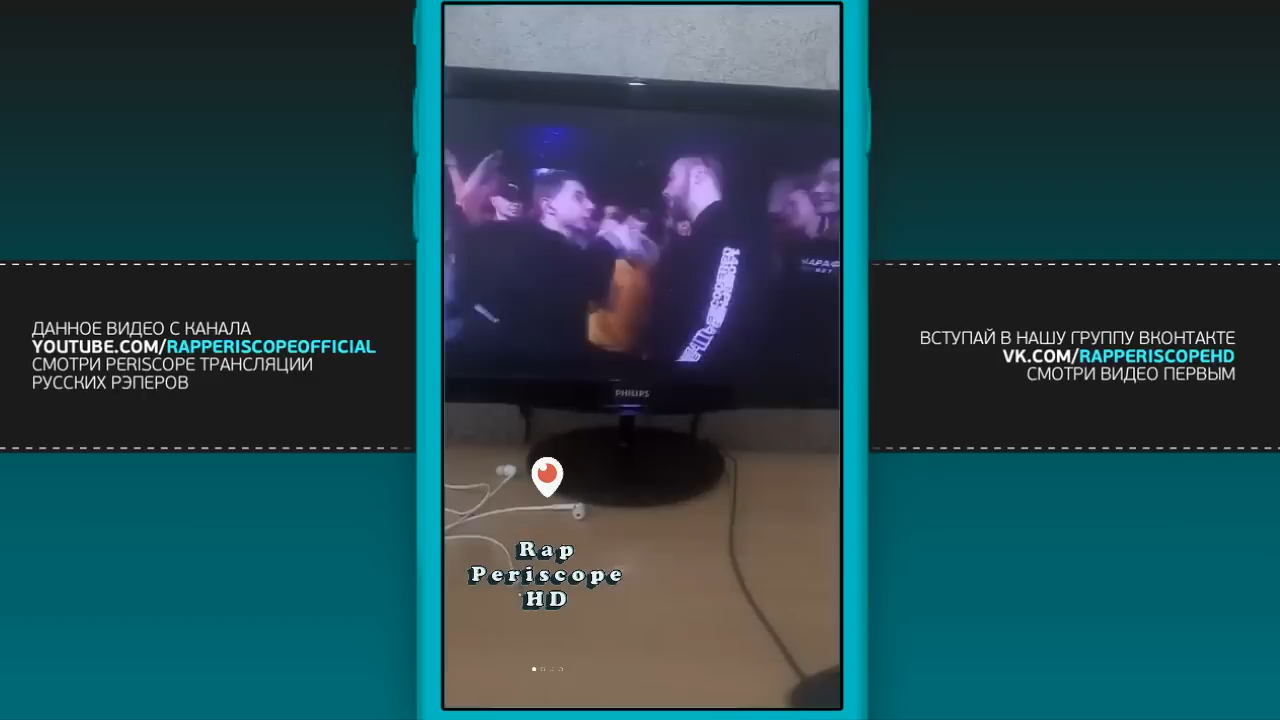 ДАННОЕ ВИДЕО С КАНАЛА
YOUTUBE.COM/RAPPERISCOPEOFFICIAL
СМОТРИ PERISCOPE ТРАНСЛЯЦИИ
РУССКИХ РЭПЕРОВ
PHILIPS
Rap
Periscope
HD
ВСТУПАЙ В НАШУ ГРУППУ ВКОНТАКТЕ
VK.COM/RAPPERISCOPEHD
СМОТРИ ВИДЕО ПЕРВЫМ